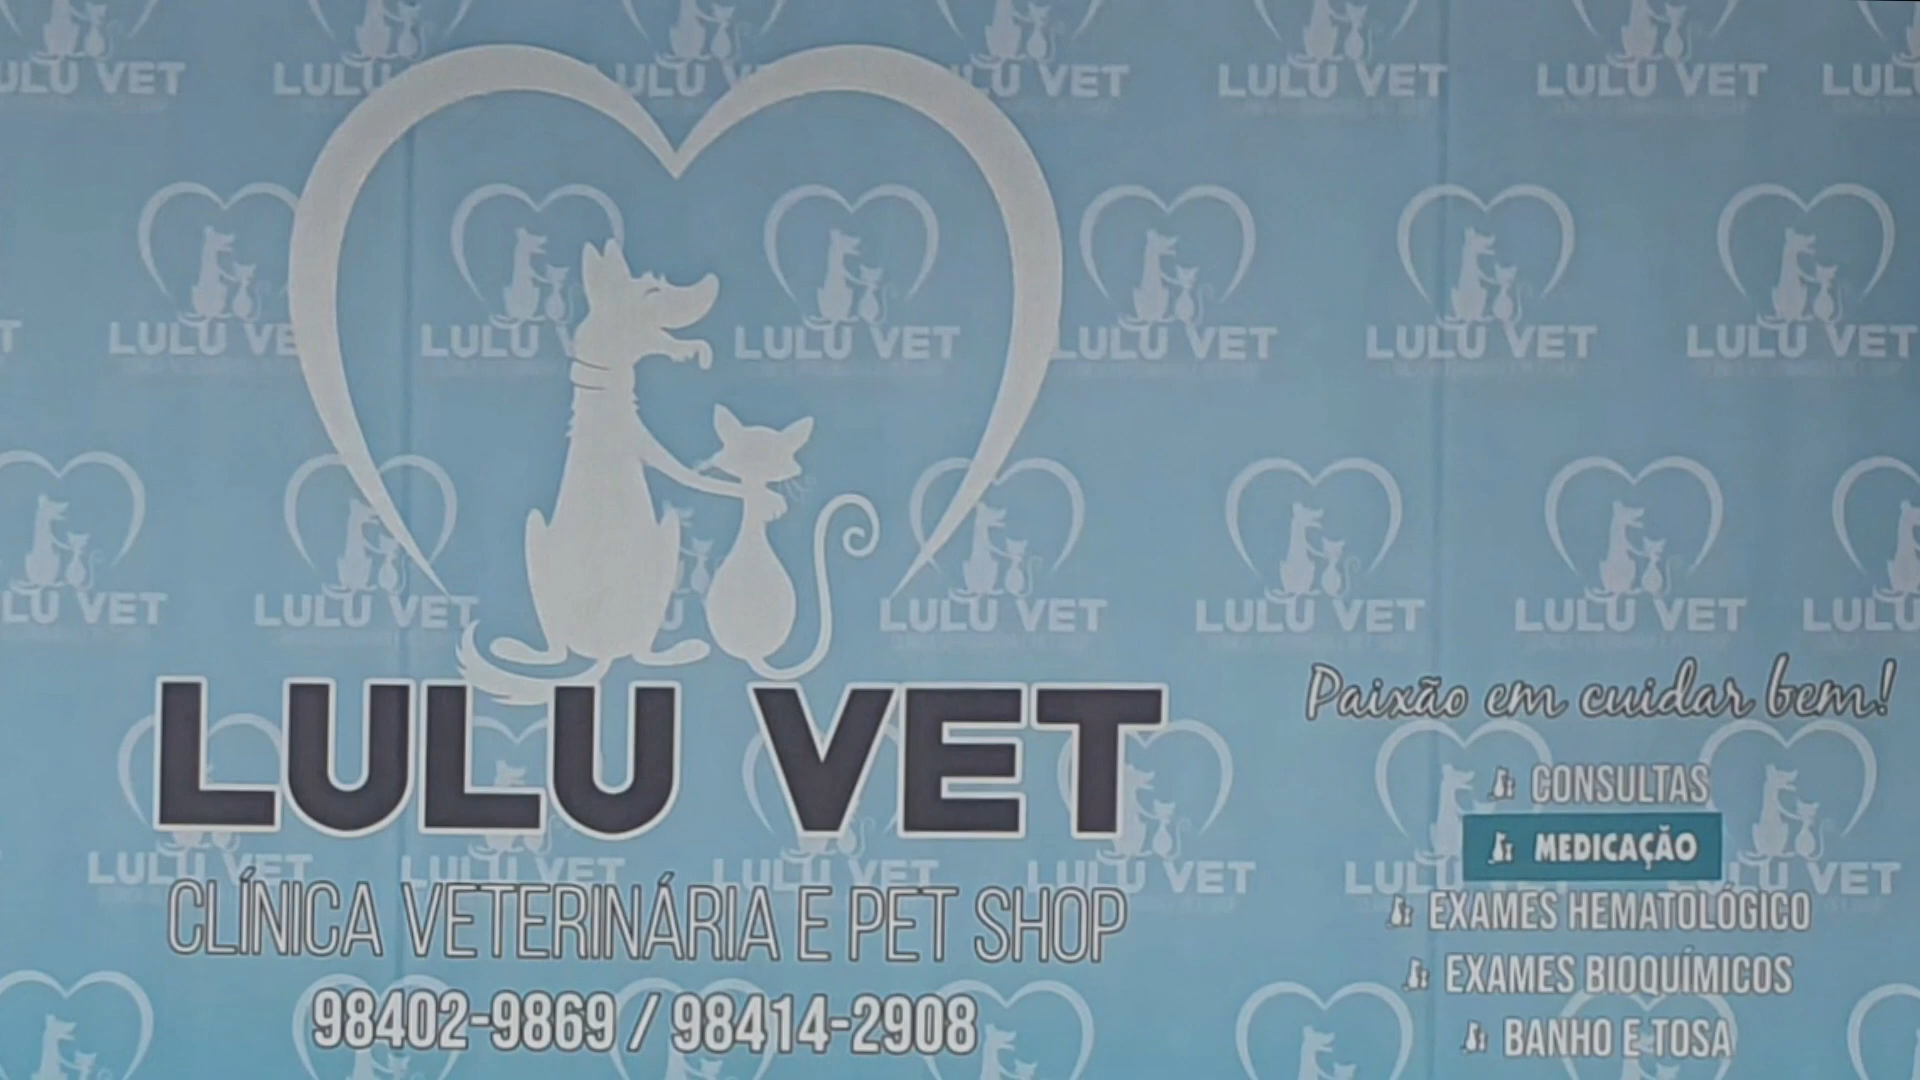 LULU VET
CLÍNICA VETERINÁRIA E PET SHOP
98402-9869 / 98414-2908
Paixão em cuidar bem!
CONSULTAS
MEDICAÇÃO
EXAMES HEMATOLÓGICO
EXAMES BIOQUÍMICOS
BANHO E TOSA